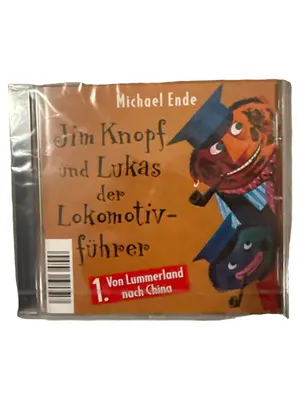 Michael Ende
Jim Knopf
und Lukas
der
Lokomotiv-
führer
1. Von Lummerland
nach China